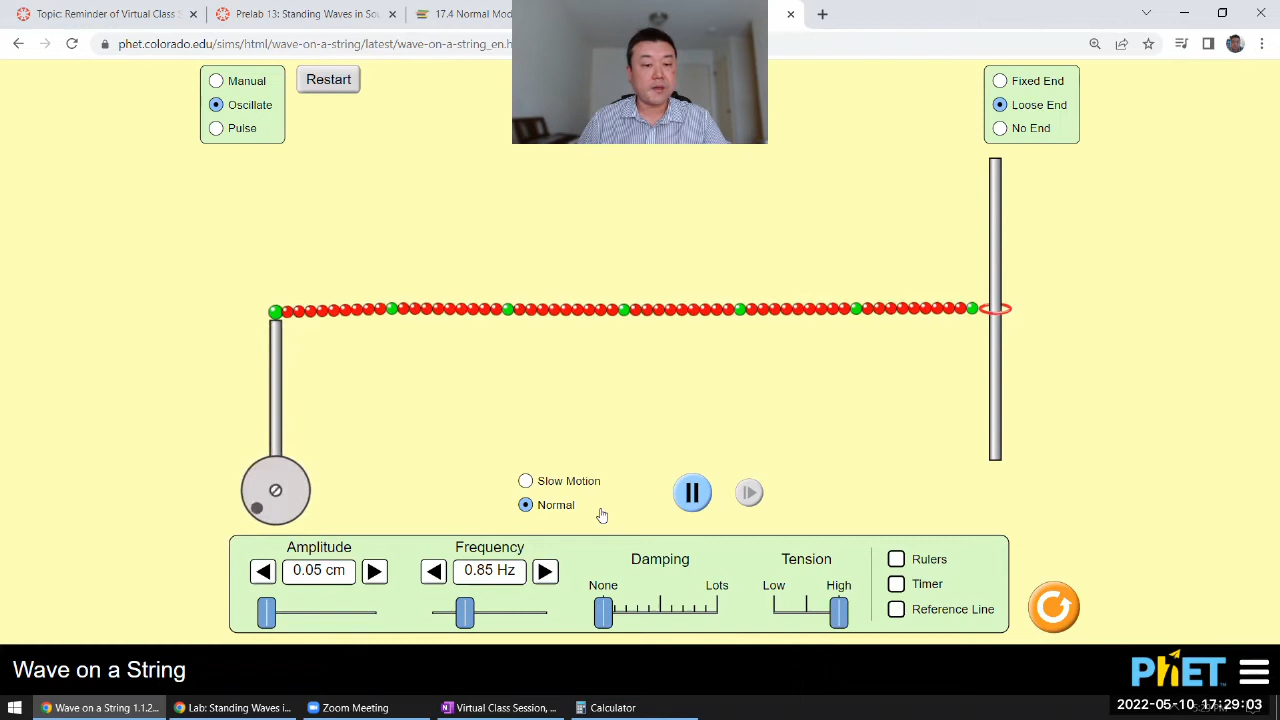 Topic: Reminder of Virtual Class S
Prelab 13: Standing Waves in So
17.4 Normal Mod
phet.colorado.edu/sims/html/wave-on-a-string/latest/wave-on-a-string_en.h
Manual
Oscillate
Pulse
Restart
Fixed End
Loose End
No End
Slow Motion
Normal
Amplitude
0.05 cm
Frequency
0.85 Hz
Damping
None
Lots
Tension
Low
High
Rulers
Timer
Reference Line
Wave on a String
PhET
Wave on a String 1.1.2...
Lab: Standing Waves i...
Zoom Meeting
Virtual Class Session, ...
Calculator
2022-05-10 17:29:03